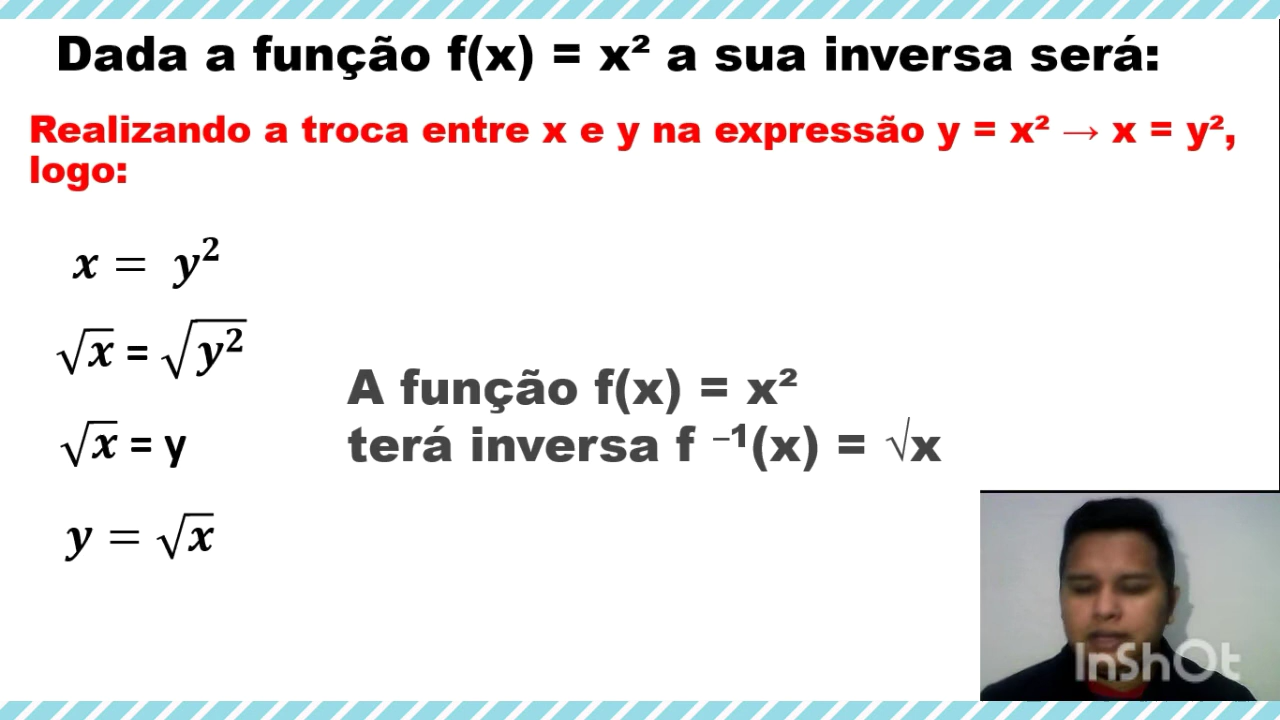 Dada a função f(x) = x² a sua inversa será:
Realizando a troca entre x e y na expressão y = x² → x = y²,
logo:
x = y²
√x = √y²
√x = y
y = √x
A função f(x) = x²
terá inversa f ⁻¹(x) = √x
InShOt